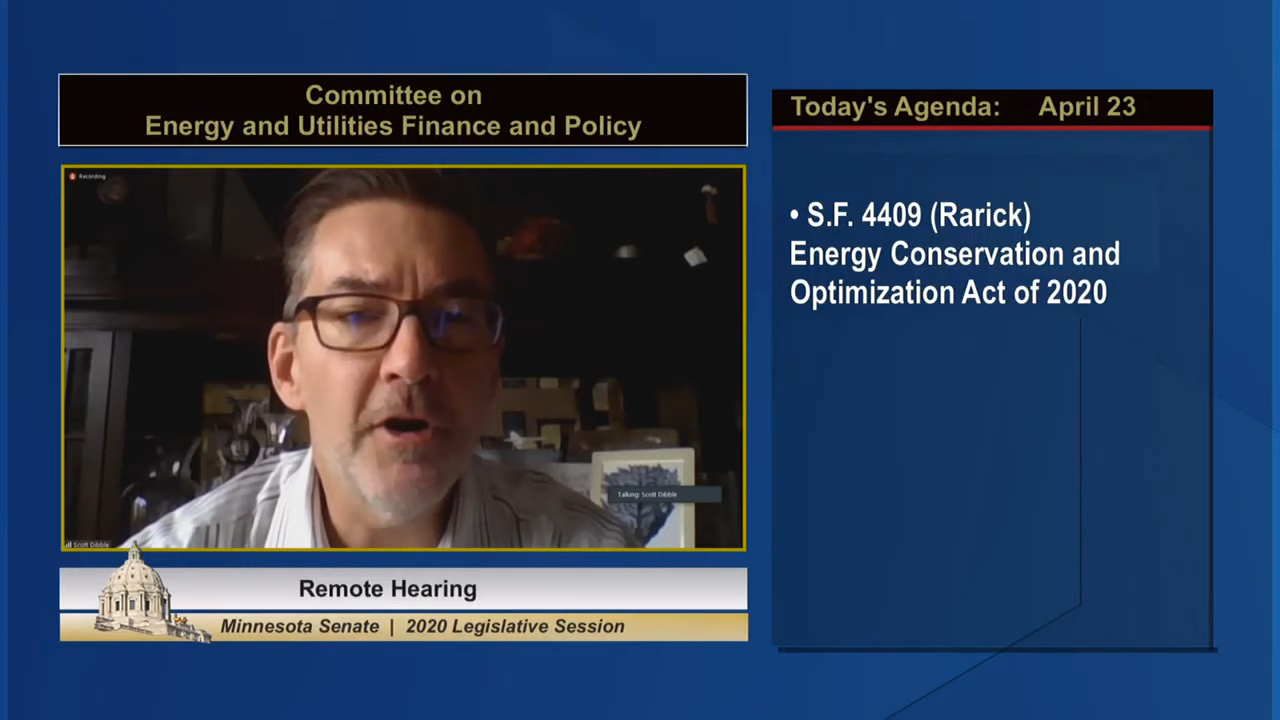 Committee on
Energy and Utilities Finance and Policy
Recording
Talking: Scott Dibble
Scott Dibble
Remote Hearing
Minnesota Senate | 2020 Legislative Session
Today's Agenda: April 23
• S.F. 4409 (Rarick)
Energy Conservation and
Optimization Act of 2020